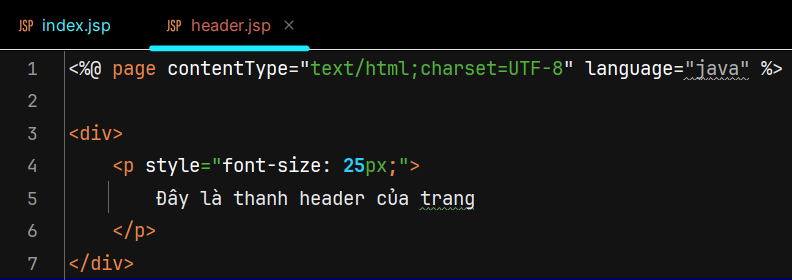 JSP index.jsp JSP header.jsp ×
1 <%@ page contentType="text/html;charset=UTF-8" language="java" %>
2
3 <div>
4 <p style="font-size: 25px;">
5 Đây là thanh header của trang
6 </p>
7 </div>